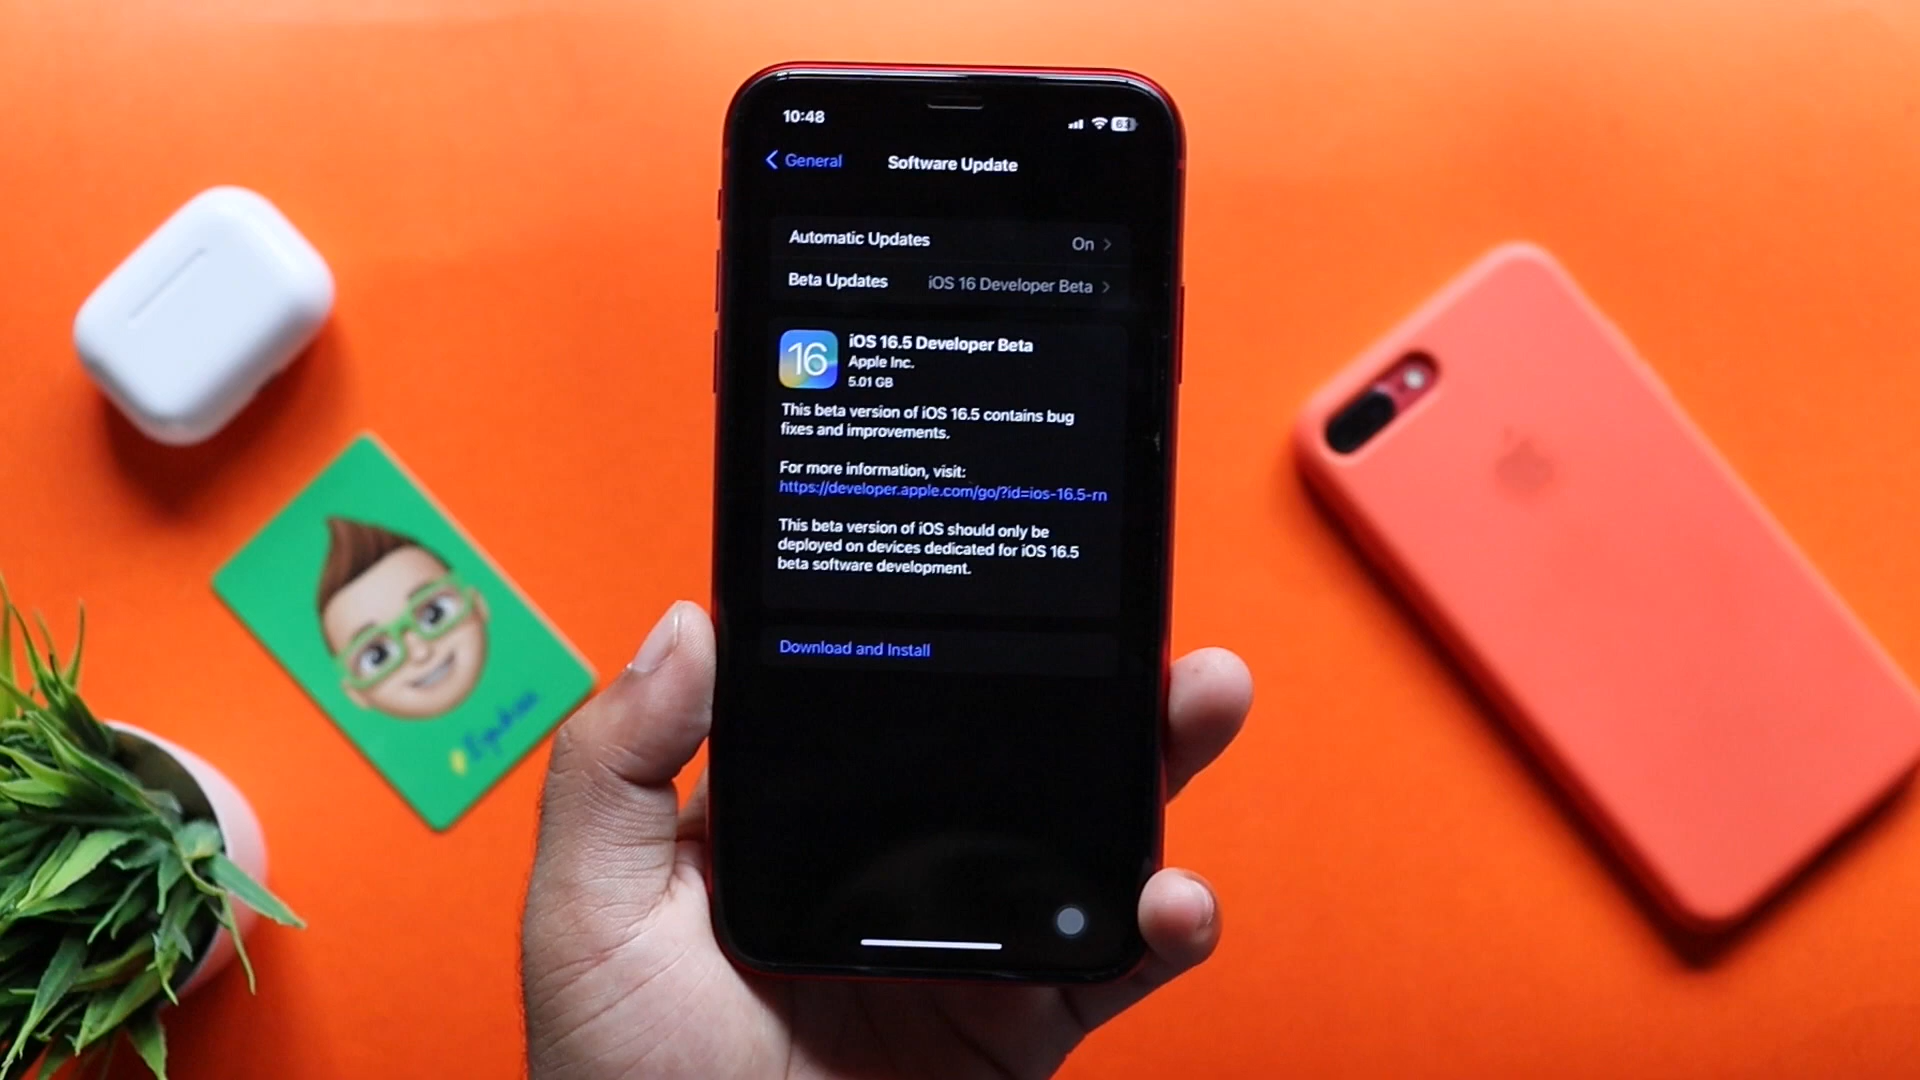 10:48
63
General
Software Update
Automatic Updates
On
Beta Updates
iOS 16 Developer Beta
16
iOS 16.5 Developer Beta
Apple Inc.
5.01 GB
This beta version of iOS 16.5 contains bug
fixes and improvements.
For more information, visit:
https://developer.apple.com/go/?id=ios-16.5-rn
This beta version of iOS should only be
deployed on devices dedicated for iOS 16.5
beta software development.
Download and Install